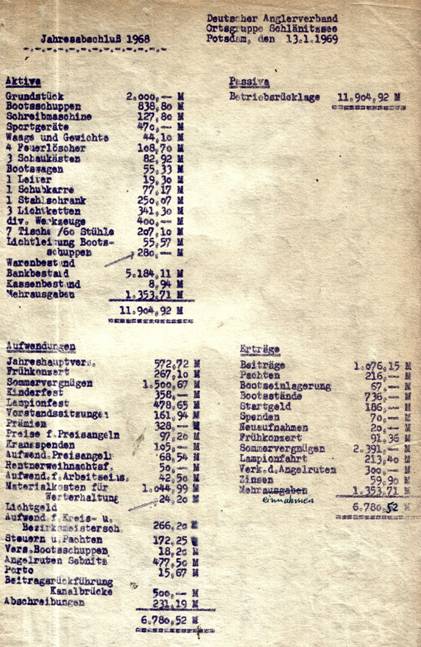 Deutscher Anglerverband
Ortsgruppe Schlänitzsee
Jahresabschluß 1968 Potsdam, den 13.1.1969
Aktiva Passiva
Grundstück 2.000,— M Betriebsrücklage 11.904,92 M
Bootsschuppen 838,80 M
Schreibmaschine 127,80 M
Sportgeräte 470,— M
Waage und Gewichte 44,10 M
4 Feuerlöscher 108,70 M
3 Schaukästen 82,92 M
Bootswagen 55,33 M
1 Leiter 19,30 M
1 Schubkarre 77,17 M
1 Stahlschrank 250,07 M
3 Lichtketten 341,30 M
div. Werkzeuge 400,— M
7 Tische /60 Stühle 207,10 M
Lichtleitung Boots- 55,57 M
schuppen 280,— M
Warenbestand
Bankbestand 5.184,11 M
Kassenbestand 8,94 M
Mehrausgaben 1.353,71 M
11.904,92 M
Aufwendungen
Jahreshauptvers. 572,72 M
Frühkonzert 267,10 M
Sommervergnügen 1.500,67 M
Kinderfest 358,— M
Lampionfest 478,65 M
Vorstandssitzungen 161,94 M
Prämien 328,— M
Preise f.Preisangeln 97,20 M
Kranzspenden 105,— M
Aufwend.Preisangeln 68,54 M
Rentnerweihnachtsf. 50,— M
Aufwend.f.Arbeitseins. 42,50 M
Materialkosten für 1.044,99 M
Werterhaltung 24,20 M
Lichtgeld
Aufwend.f.Kreis- u.
Bezirksmeistersch. 266,20 M
Steuern u.Pachten 172,25 M
Vers.Bootsschuppen 18,20 M
Angelruten Sebnitz 477,50 M
Porto 15,67 M
Beitragsrückführung
Kanalbrücke 500,— M
Abschreibungen 231,19 M
6.780,52 M
Erträge
Beiträge 1.076,15 M
Pachten 216,— M
Bootseinlagerung 67,— M
Bootsstände 738,— M
Startgeld 186,— M
Spenden 70,— M
Neuaufnahmen 20,— M
Frühkonzert 91,36 M
Sommervergnügen 2.391,— M
Lampionfahrt 213,40 M
Verk.d.Angelruten 300,— M
Zinsen 59,90 M
Mehrausgaben 1.353,71 M
einnahmen
6.780,52 M